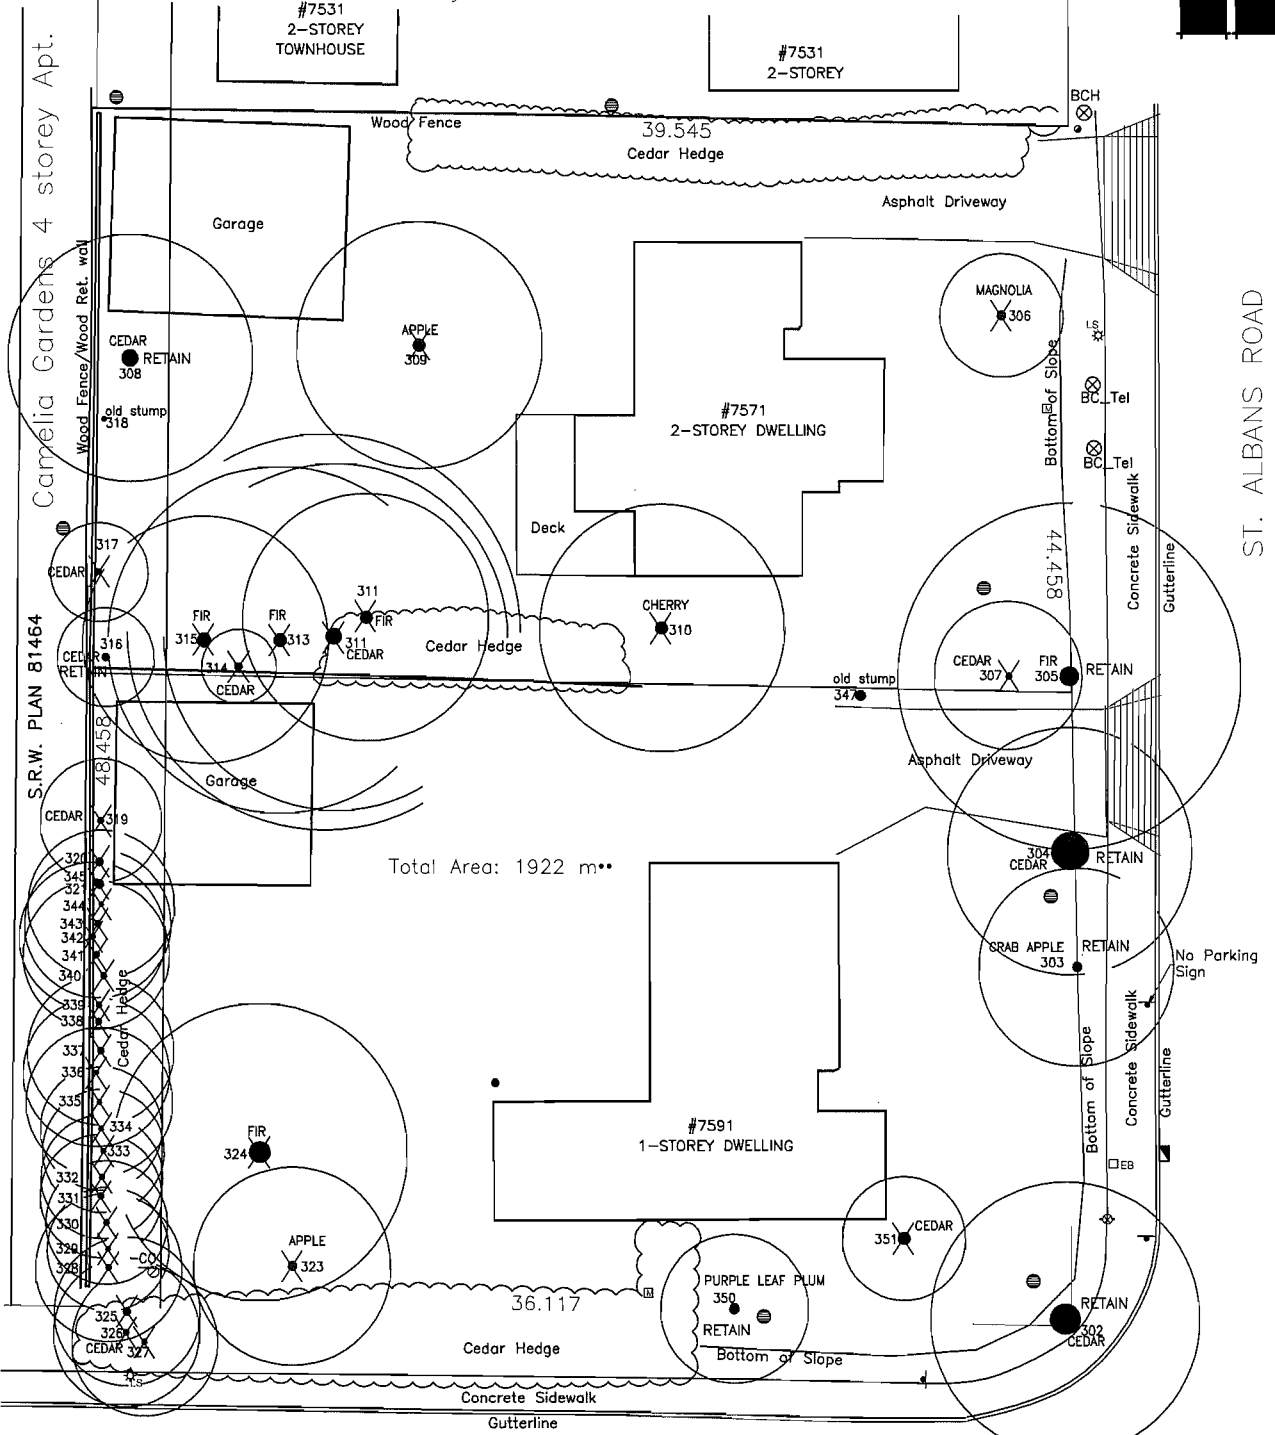 #7531
2-STOREY
TOWNHOUSE
#7531
2-STOREY
BCH
Wood Fence
39.545
Cedar Hedge
Asphalt Driveway
Garage
Camelia Gardens 4 storey Apt.
Wood Fence/Wood Ret. wall
MAGNOLIA
306
LS
APPLE
309
CEDAR
RETAIN
308
old stump
318
Bottom of Slope
BC_Tel
BC_Tel
ST. ALBANS ROAD
#7571
2-STOREY DWELLING
Deck
Concrete Sidewalk
Gutterline
44.458
317
CEDAR
316
CEDAR
RETAIN
FIR
315
FIR
313
314
CEDAR
311
FIR
311
CEDAR
Cedar Hedge
CHERRY
310
CEDAR
307
FIR
305
RETAIN
old stump
347
S.R.W. PLAN 81464
48.458
Garage
Asphalt Driveway
CEDAR
319
Total Area: 1922 m••
304
CEDAR
RETAIN
320
345
321
344
343
342
341
340
339
338
337
336
335
334
333
332
331
330
329
328
Cedar Hedge
CRAB APPLE
303
RETAIN
No Parking
Sign
Bottom of Slope
Concrete Sidewalk
Gutterline
FIR
324
#7591
1-STOREY DWELLING
EB
APPLE
323
CO
351
CEDAR
PURPLE LEAF PLUM
350
RETAIN
M
36.117
RETAIN
302
CEDAR
325
326
CEDAR
327
LS
Cedar Hedge
Bottom of Slope
Concrete Sidewalk
Gutterline